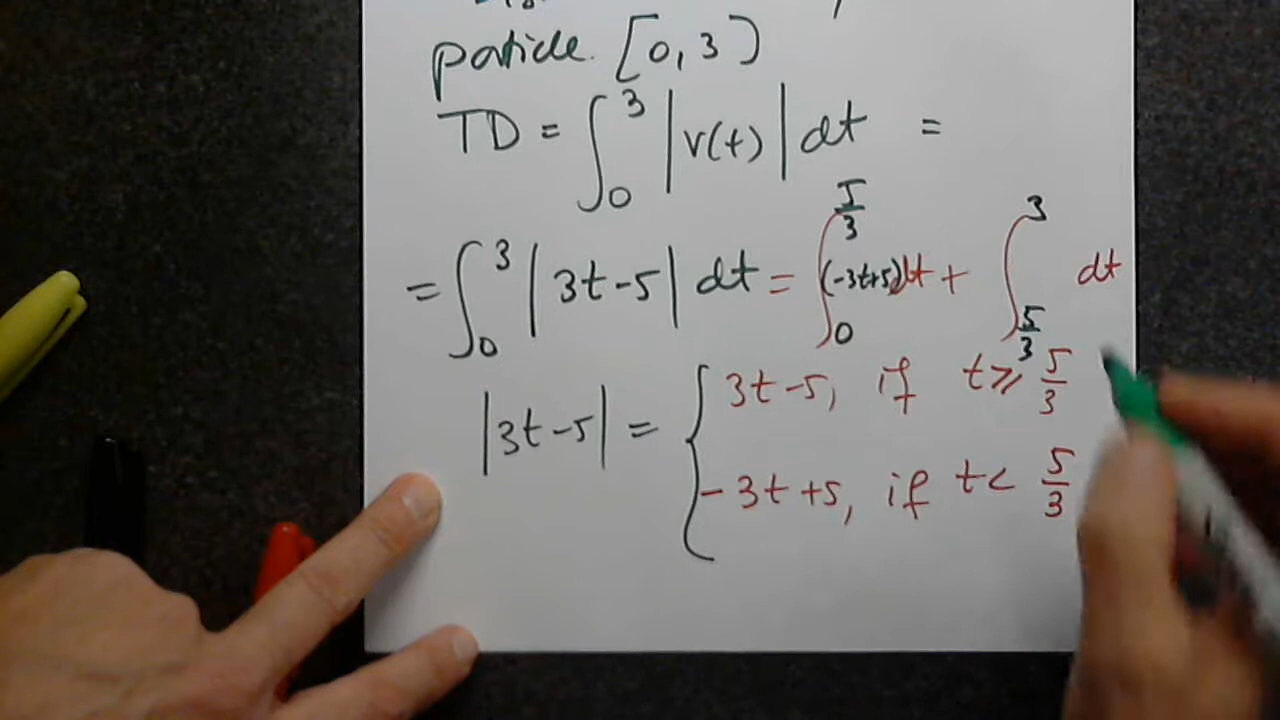 particle. [0, 3)
TD = ∫₀³ |v(t)| dt =
= ∫₀³ |3t-5| dt = ∫₀^{5/3} (-3t+5)dt + ∫_{5/3}³ dt
|3t-5| = { 3t-5, if t ≥ 5/3
-3t+5, if t < 5/3